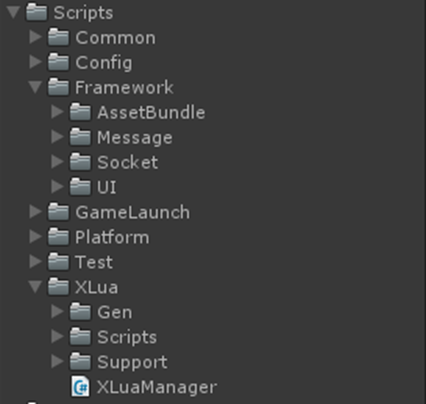 Scripts
Common
Config
Framework
AssetBundle
Message
Socket
UI
GameLaunch
Platform
Test
XLua
Gen
Scripts
Support
C# XLuaManager